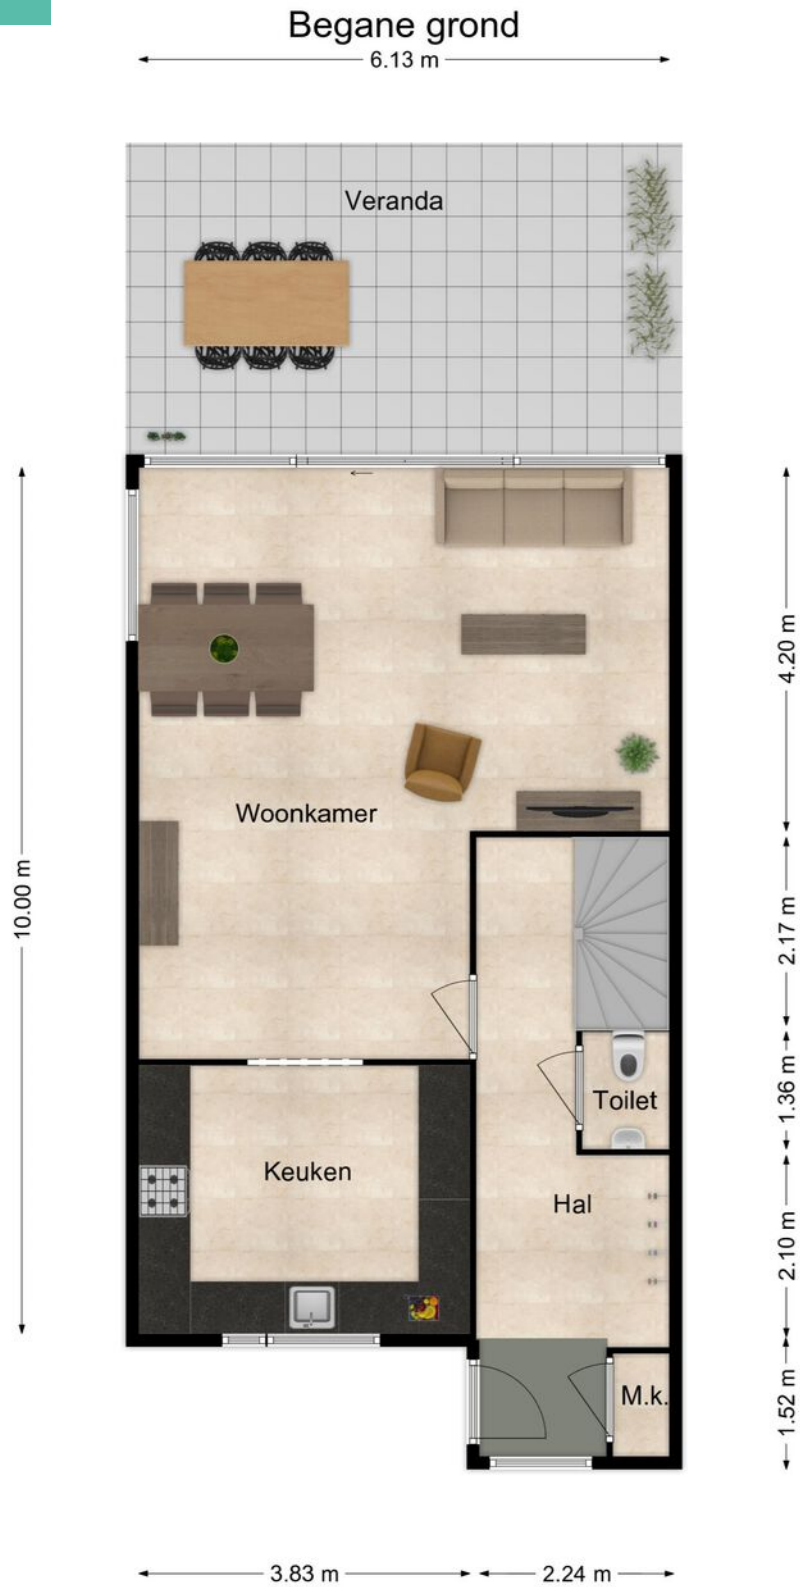 Begane grond
6.13 m
Veranda
4.20 m
Woonkamer
10.00 m
2.17 m
1.36 m
Toilet
Keuken
Hal
2.10 m
M.k.
1.52 m
3.83 m
2.24 m